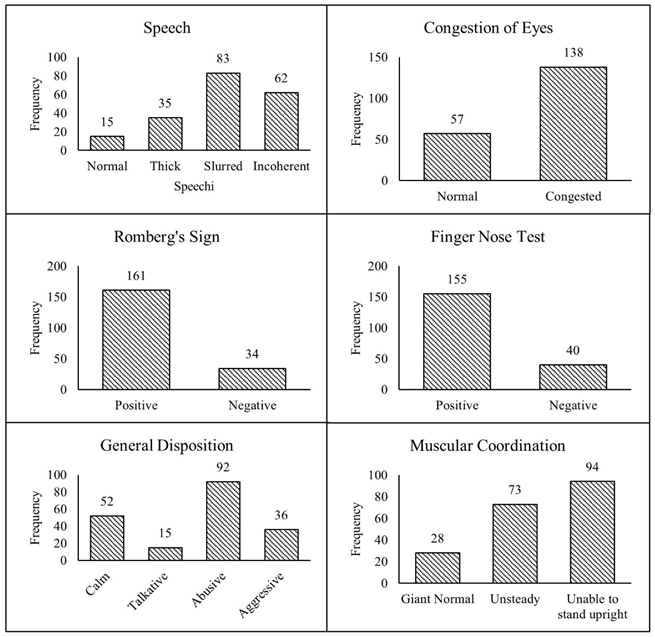 Speech
100
80
60
40
20
0
Frequency
15
35
83
62
Normal Thick Slurred Incoherent
Speechi
Congestion of Eyes
150
100
50
0
Frequency
57
138
Normal Congested
Romberg's Sign
200
150
100
50
0
Frequency
161
34
Positive Negative
Finger Nose Test
200
150
100
50
0
Frequency
155
40
Positive Negative
General Disposition
100
80
60
40
20
0
Frequency
52
15
92
36
Calm
Talkative
Abusive
Aggressive
Muscular Coordination
100
80
60
40
20
0
Frequency
28
73
94
Giant Normal Unsteady Unable to
stand upright